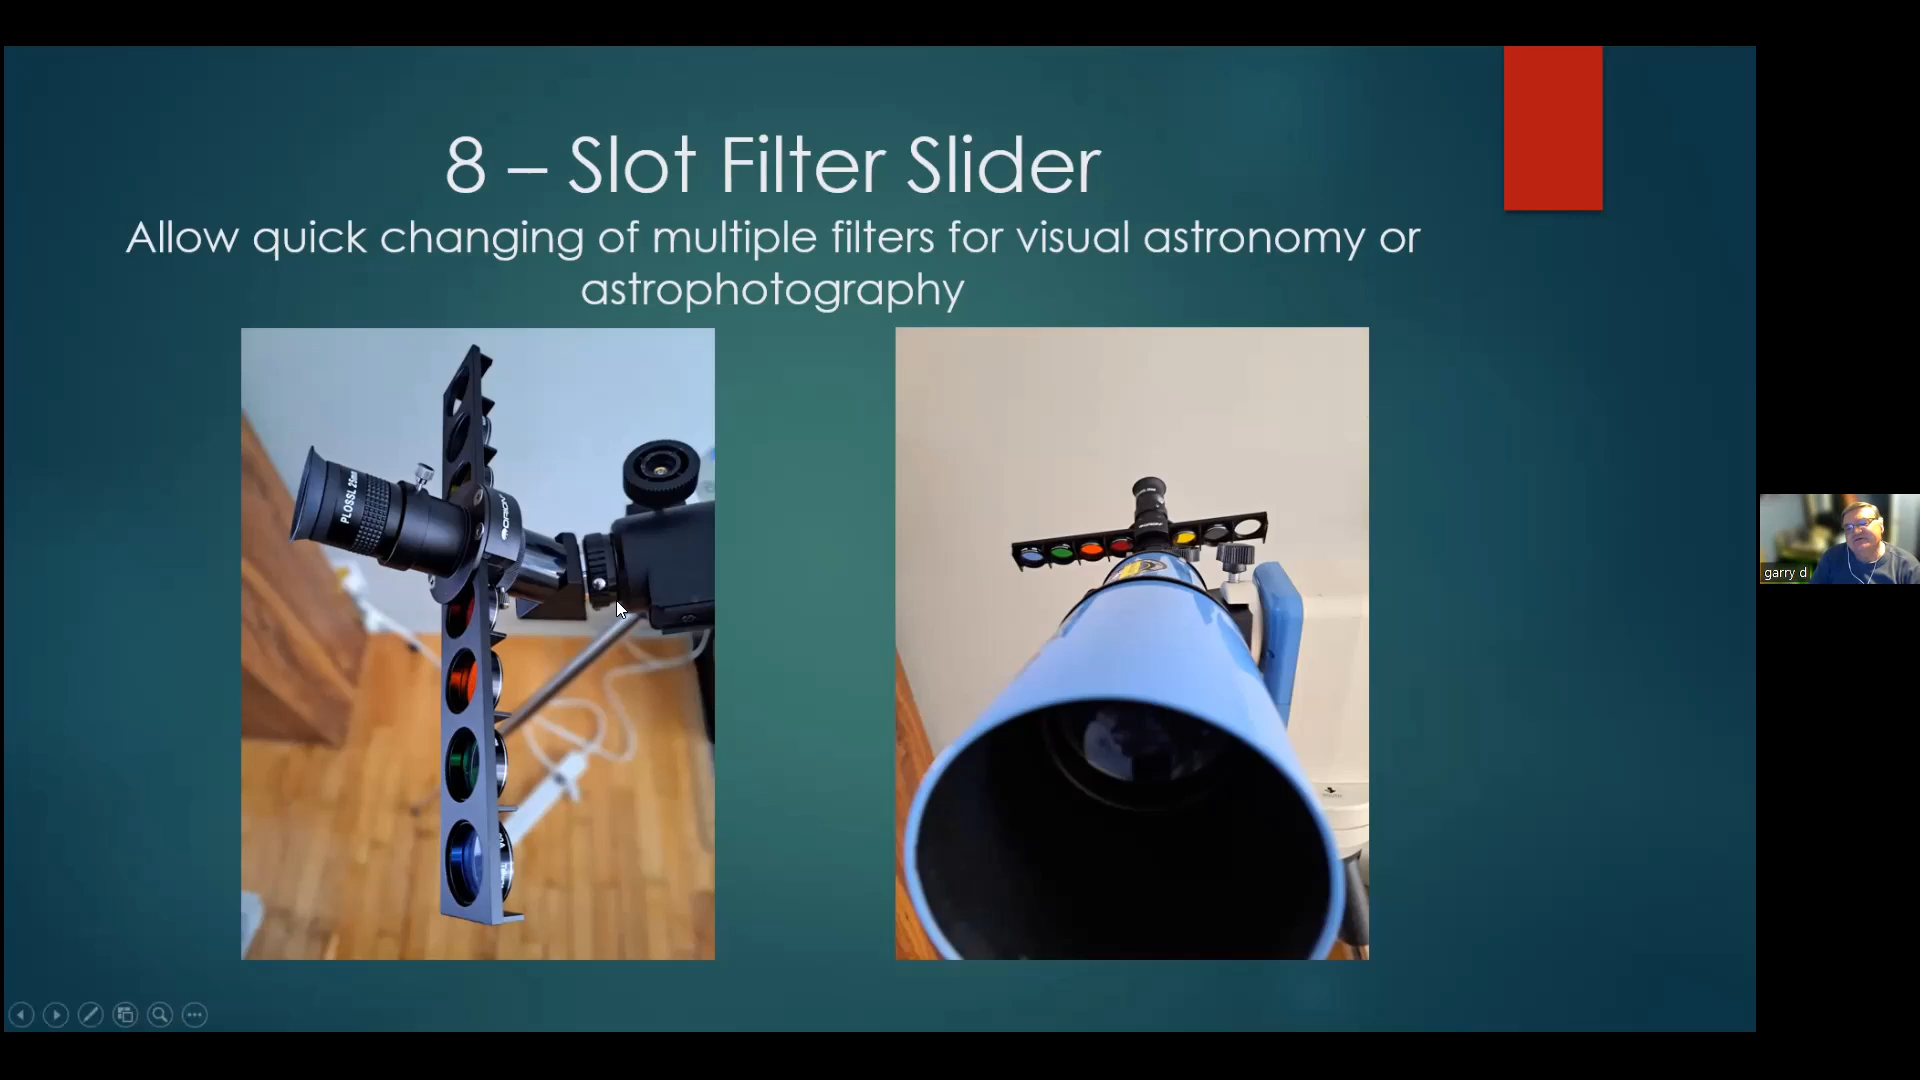 8 – Slot Filter Slider
Allow quick changing of multiple filters for visual astronomy or
astrophotography
PLOSSL 25mm
ORION
garry d